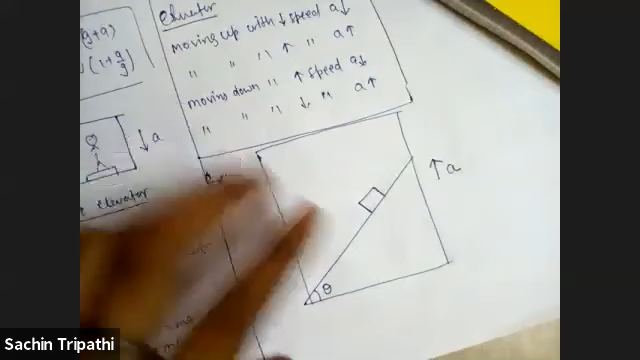 (g+a)
(1+a/g)
elevator
moving up with ↓ speed a↓
" " " ↑ " a↑
moving down " ↑ speed a↓
" " " ↓ " a↑
↓a
elevator
↑a
θ
Sachin Tripathi